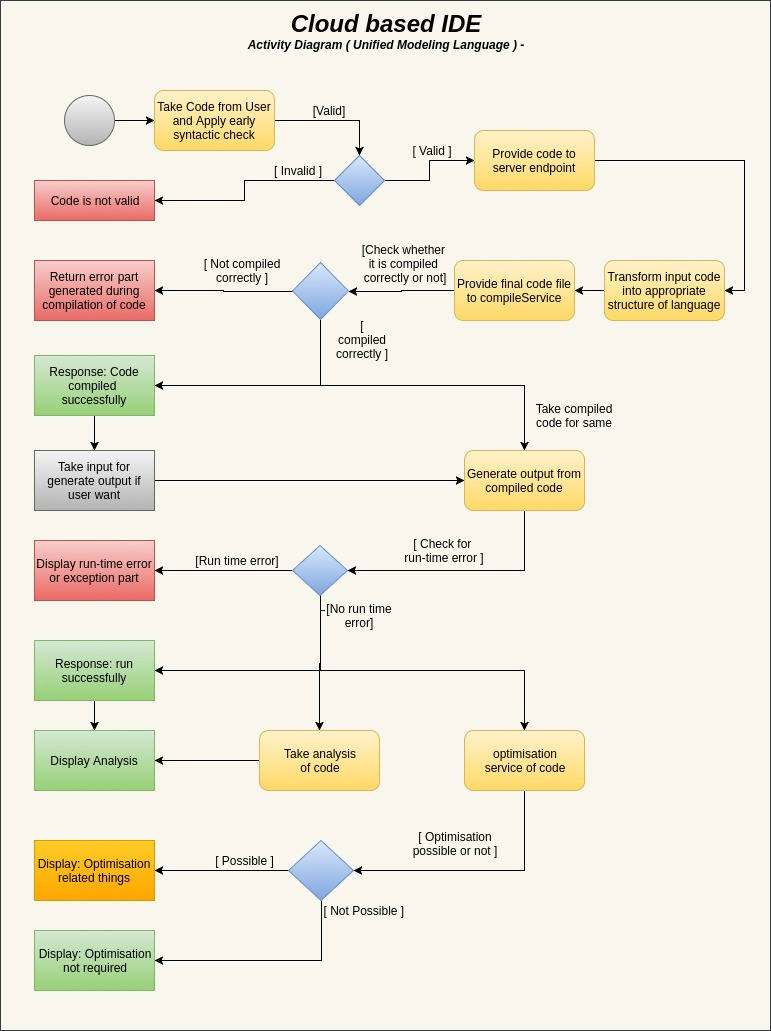 Cloud based IDE
Activity Diagram ( Unified Modeling Language ) -
Take Code from User
and Apply early
syntactic check
[Valid]
[ Invalid ]
[ Valid ]
Provide code to
server endpoint
Code is not valid
Return error part
generated during
compilation of code
[ Not compiled
correctly ]
[Check whether
it is compiled
correctly or not]
Provide final code file
to compileService
Transform input code
into appropriate
structure of language
[
compiled
correctly ]
Response: Code
compiled
successfully
Take compiled
code for same
Take input for
generate output if
user want
Generate output from
compiled code
Display run-time error
or exception part
[Run time error]
[ Check for
run-time error ]
[No run time
error]
Response: run
successfully
Display Analysis
Take analysis
of code
optimisation
service of code
[ Optimisation
possible or not ]
Display: Optimisation
related things
[ Possible ]
[ Not Possible ]
Display: Optimisation
not required